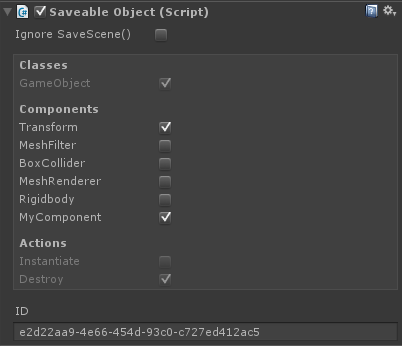 Saveable Object (Script)
Ignore SaveScene()
Classes
GameObject
Components
Transform
MeshFilter
BoxCollider
MeshRenderer
Rigidbody
MyComponent
Actions
Instantiate
Destroy
ID
e2d22aa9-4e66-454d-93c0-c727ed412ac5